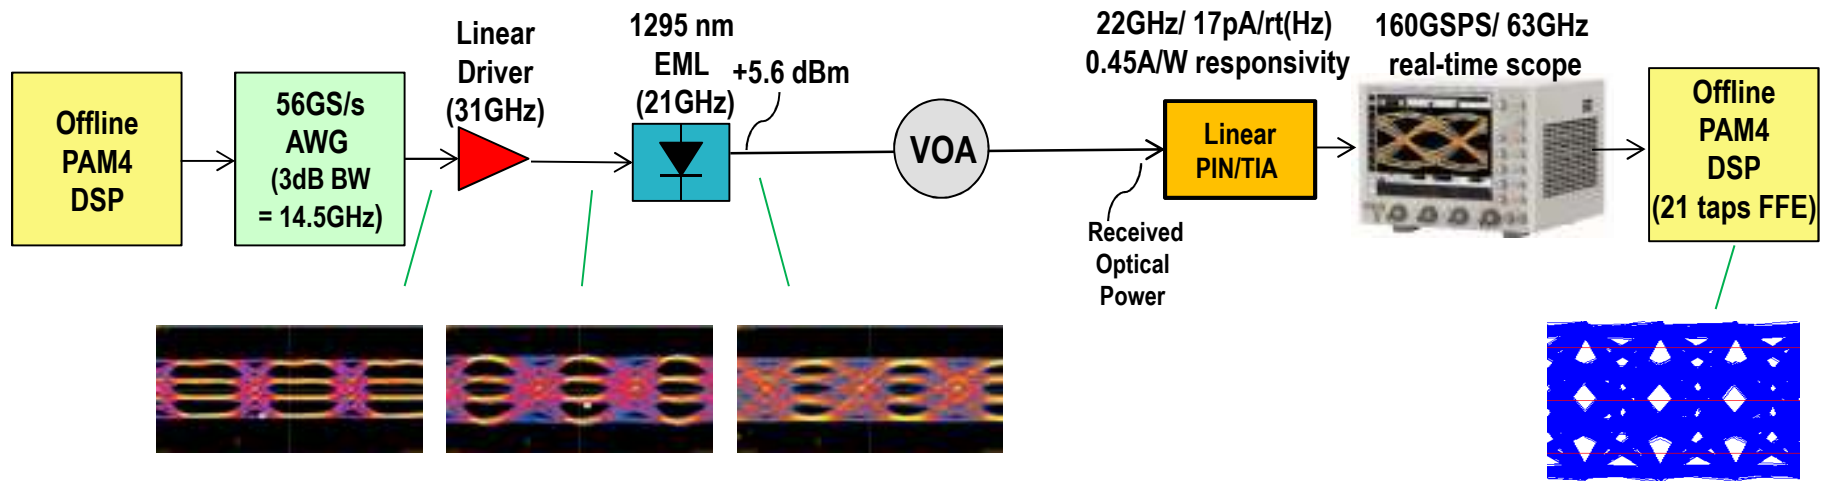 Offline
PAM4
DSP
56GS/s
AWG
(3dB BW
= 14.5GHz)
Linear
Driver
(31GHz)
1295 nm
EML
(21GHz)
+5.6 dBm
VOA
Received
Optical
Power
22GHz/ 17pA/rt(Hz)
0.45A/W responsivity
Linear
PIN/TIA
160GSPS/ 63GHz
real-time scope
Offline
PAM4
DSP
(21 taps FFE)